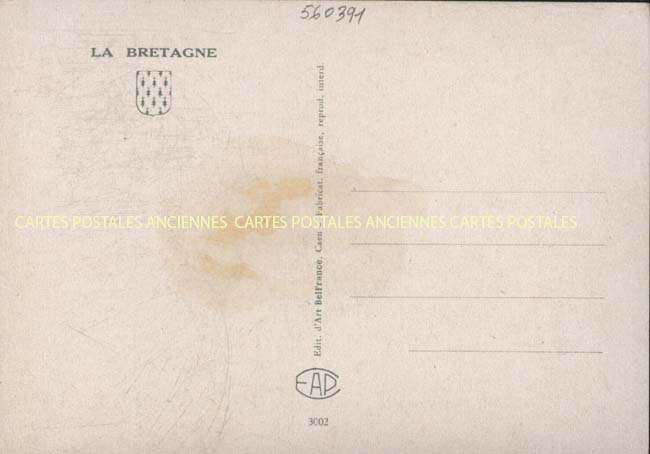 560391
LA BRETAGNE
CARTES POSTALES ANCIENNES CARTES POSTALES ANCIENNES CARTES POSTALES
Edit. d'Art BelFrance, Caen - Fabricat. française, reprod. interd.
EAP
3002